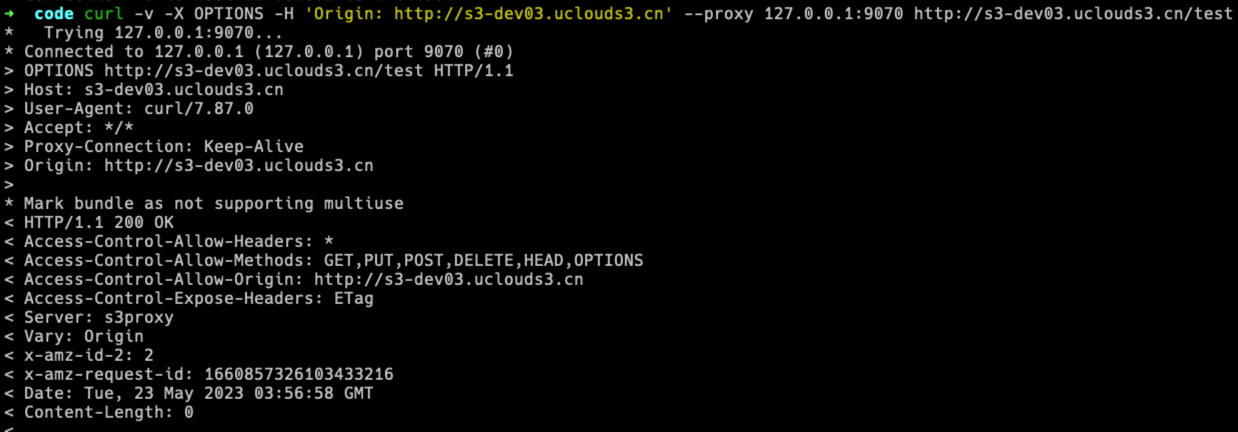 → code curl -v -X OPTIONS -H 'Origin: http://s3-dev03.uclouds3.cn' --proxy 127.0.0.1:9070 http://s3-dev03.uclouds3.cn/test
*   Trying 127.0.0.1:9070...
* Connected to 127.0.0.1 (127.0.0.1) port 9070 (#0)
> OPTIONS http://s3-dev03.uclouds3.cn/test HTTP/1.1
> Host: s3-dev03.uclouds3.cn
> User-Agent: curl/7.87.0
> Accept: */*
> Proxy-Connection: Keep-Alive
> Origin: http://s3-dev03.uclouds3.cn
>
* Mark bundle as not supporting multiuse
< HTTP/1.1 200 OK
< Access-Control-Allow-Headers: *
< Access-Control-Allow-Methods: GET,PUT,POST,DELETE,HEAD,OPTIONS
< Access-Control-Allow-Origin: http://s3-dev03.uclouds3.cn
< Access-Control-Expose-Headers: ETag
< Server: s3proxy
< Vary: Origin
< x-amz-id-2: 2
< x-amz-request-id: 1660857326103433216
< Date: Tue, 23 May 2023 03:56:58 GMT
< Content-Length: 0
<